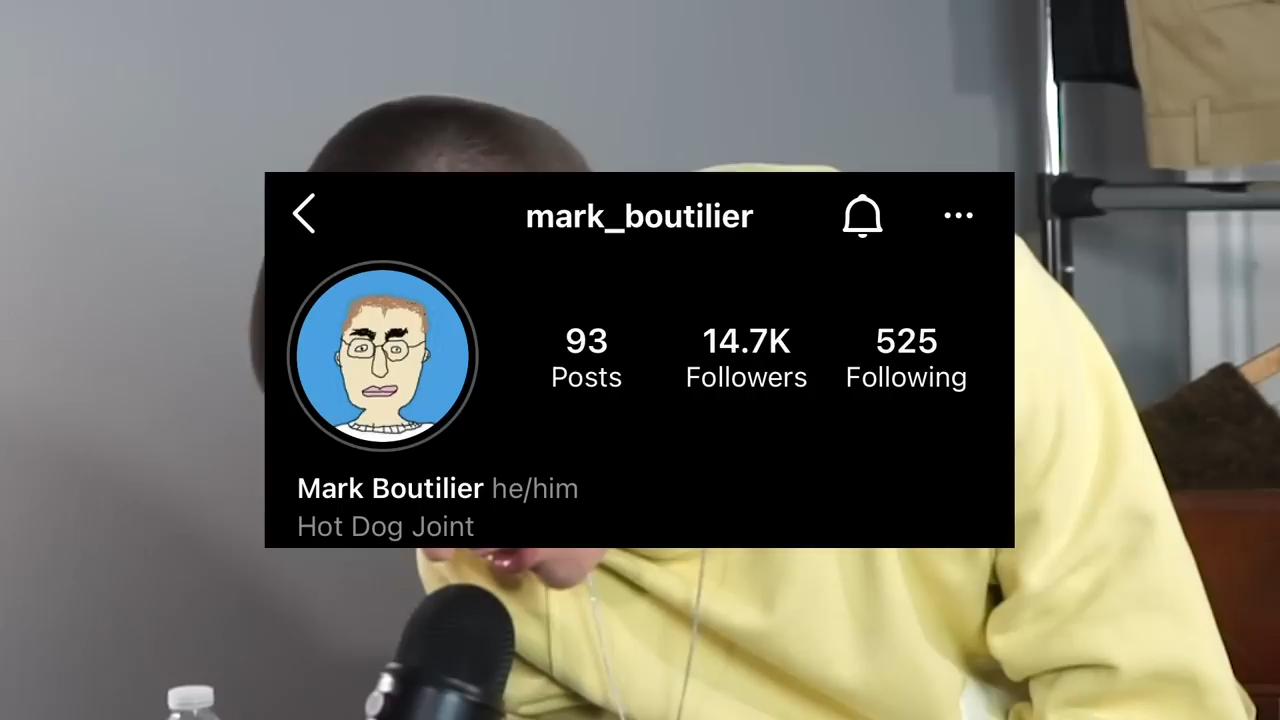 mark_boutilier
93 14.7K 525
Posts Followers Following
Mark Boutilier he/him
Hot Dog Joint